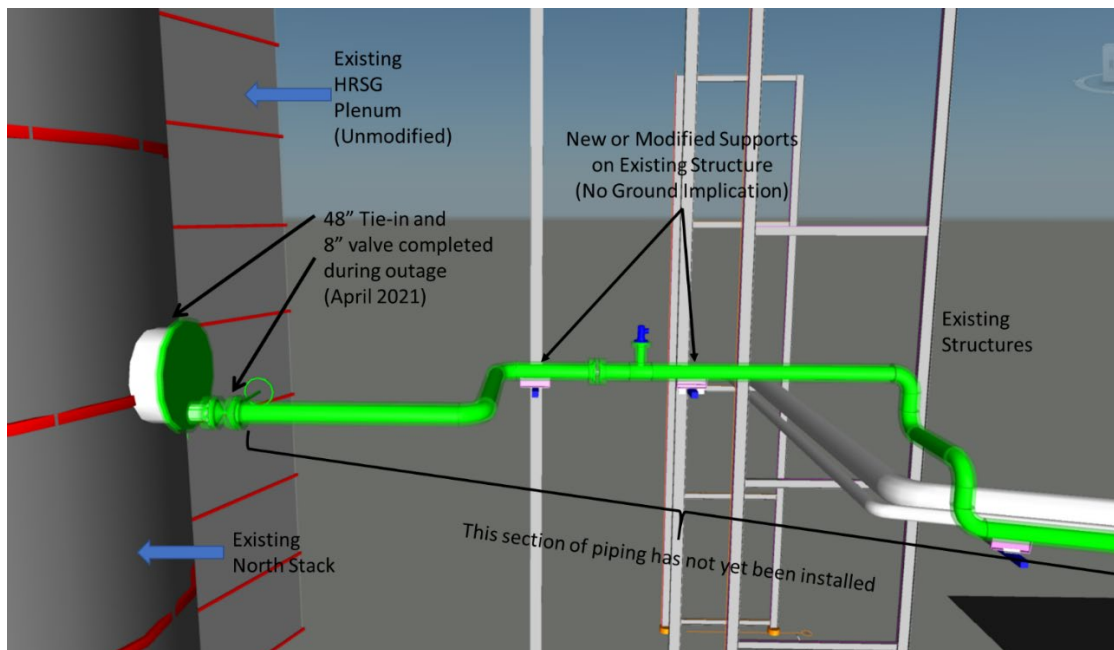 Existing
HRSG
Plenum
(Unmodified)
New or Modified Supports
on Existing Structure
(No Ground Implication)
48” Tie-in and
8” valve completed
during outage
(April 2021)
Existing
Structures
This section of piping has not yet been installed
Existing
North Stack